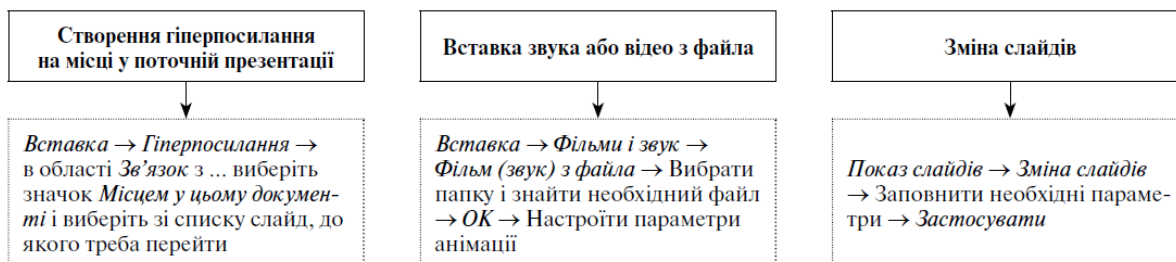 Створення гіперпосилання
на місці у поточній презентації
Вставка → Гіперпосилання →
в області Зв’язок з ... виберіть
значок Місцем у цьому докумен-
ті і виберіть зі списку слайд, до
якого треба перейти
Вставка звука або відео з файла
Вставка → Фільми і звук →
Фільм (звук) з файла → Вибрати
папку і знайти необхідний файл
→ OK → Настроїти параметри
анімації
Зміна слайдів
Показ слайдів → Зміна слайдів
→ Заповнити необхідні параме-
три → Застосувати